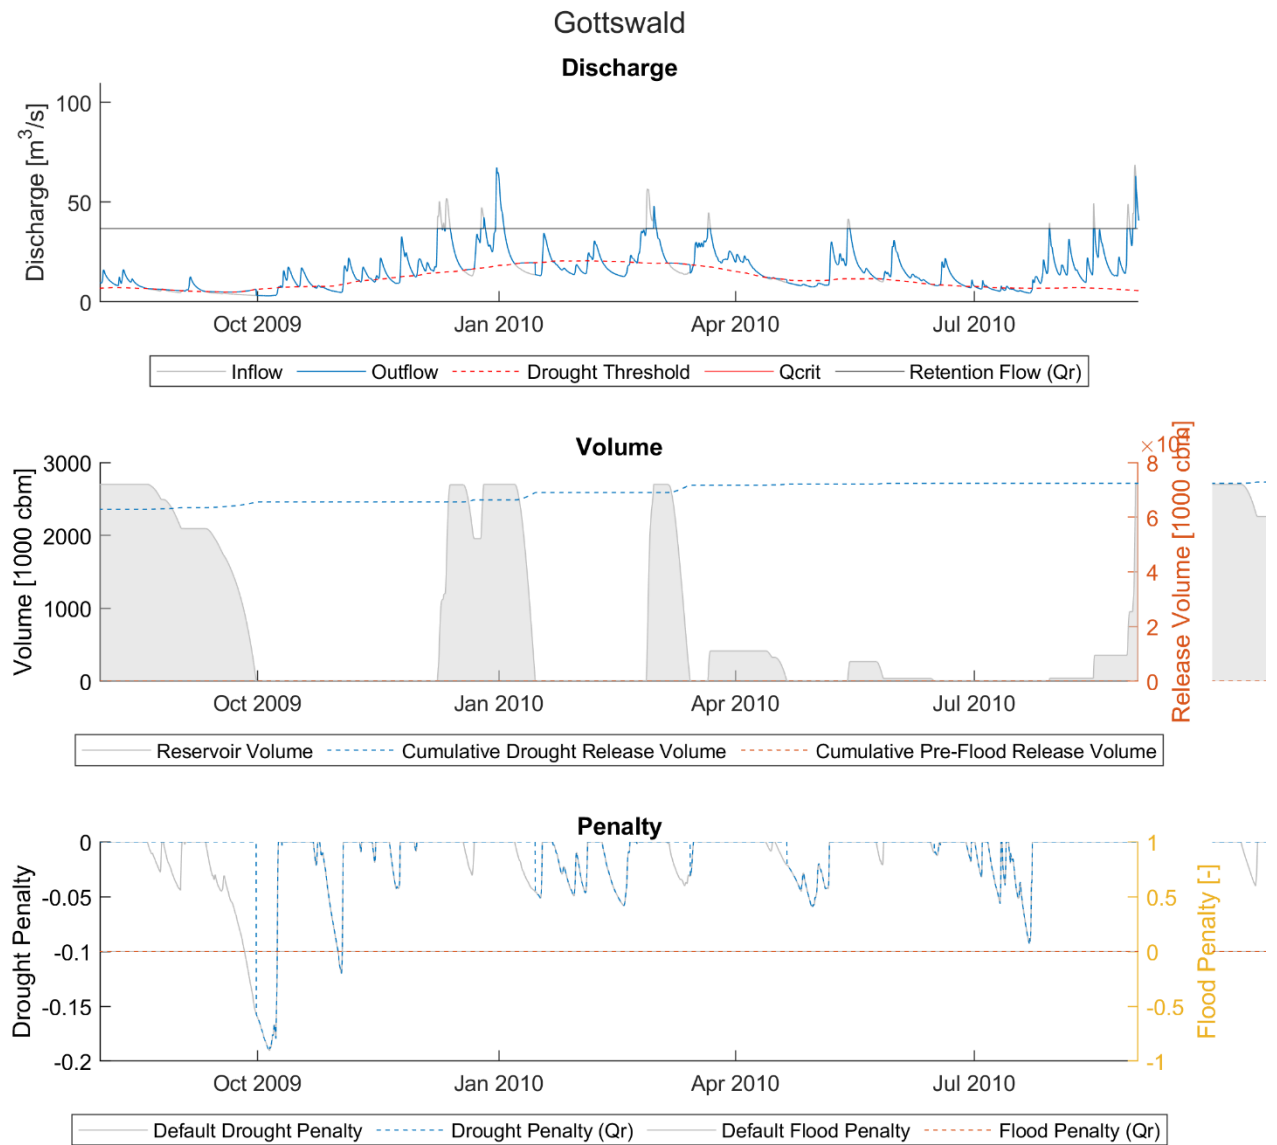 Gottswald
Discharge
Discharge [m³/s]
100
50
0
Oct 2009 Jan 2010 Apr 2010 Jul 2010
Inflow Outflow Drought Threshold Qcrit Retention Flow (Qr)
Volume
Volume [1000 cbm]
3000
2000
1000
0
×10
8
6
4
2
0
Release Volume [1000 cbm]
Oct 2009 Jan 2010 Apr 2010 Jul 2010
Reservoir Volume Cumulative Drought Release Volume Cumulative Pre-Flood Release Volume
Penalty
Drought Penalty
0
-0.05
-0.1
-0.15
-0.2
1
0.5
0
-0.5
-1
Flood Penalty [-]
Oct 2009 Jan 2010 Apr 2010 Jul 2010
Default Drought Penalty Drought Penalty (Qr) Default Flood Penalty Flood Penalty (Qr)